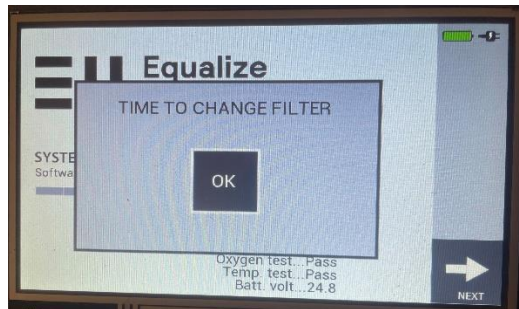 Equalize
TIME TO CHANGE FILTER
SYSTE
Softwa
OK
Oxygen test...Pass
Temp. test...Pass
Batt. volt...24.8
NEXT